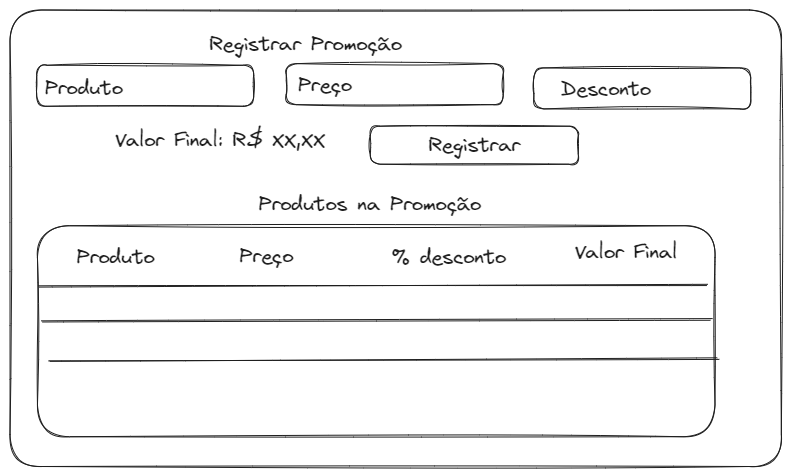 Registrar Promoção
Produto Preço Desconto
Valor Final: R$ XX,XX Registrar
Produtos na Promoção
Produto Preço % desconto Valor Final